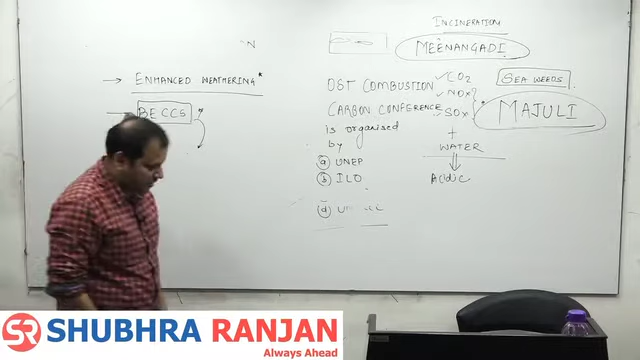 INCINERATION
MEENANGADI
→ ENHANCED WEATHERING*
→ BECCS *
COMBUSTION
CARBON CONFERENCE
is organised
by
ⓐ UNEP
ⓑ ILO
ⓓ
✓ CO2
✓ NOx
SOx
+
WATER
Acidic
SEA WEEDS
MAJULI
SR SHUBHRA RANJAN
Always Ahead